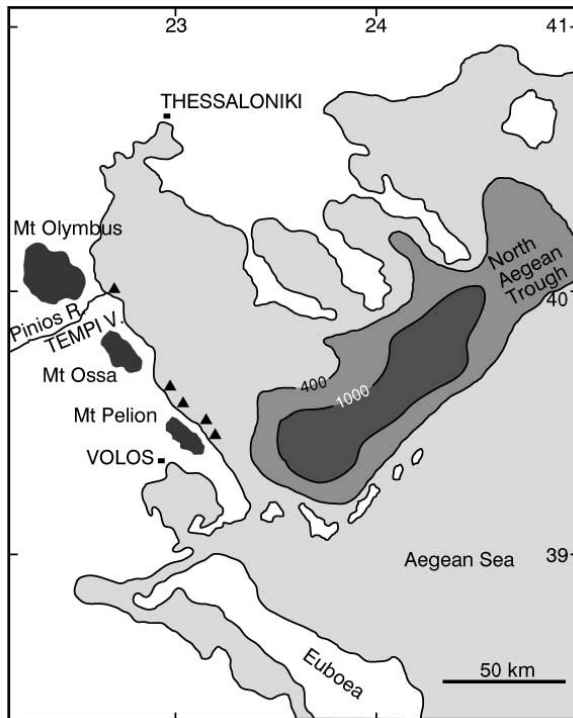 23
24
41
THESSALONIKI
Mt Olymbus
North
Aegean
Trough
40
Pinios R.
TEMPI V.
Mt Ossa
400
1000
Mt Pelion
VOLOS
39
Aegean Sea
Euboea
50 km